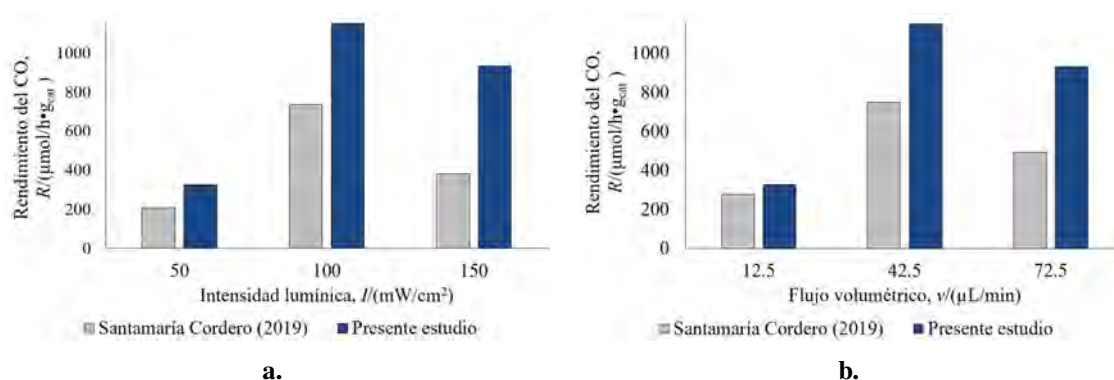 Rendimiento del CO,
R/(µmol/h•gcat )
1000
800
600
400
200
0
50
100
150
Intensidad lumínica, I/(mW/cm²)
Santamaría Cordero (2019)
Presente estudio
a.
Rendimiento del CO,
R/(µmol/h•gcat )
1000
800
600
400
200
0
12.5
42.5
72.5
Flujo volumétrico, v/(µL/min)
Santamaría Cordero (2019)
Presente estudio
b.